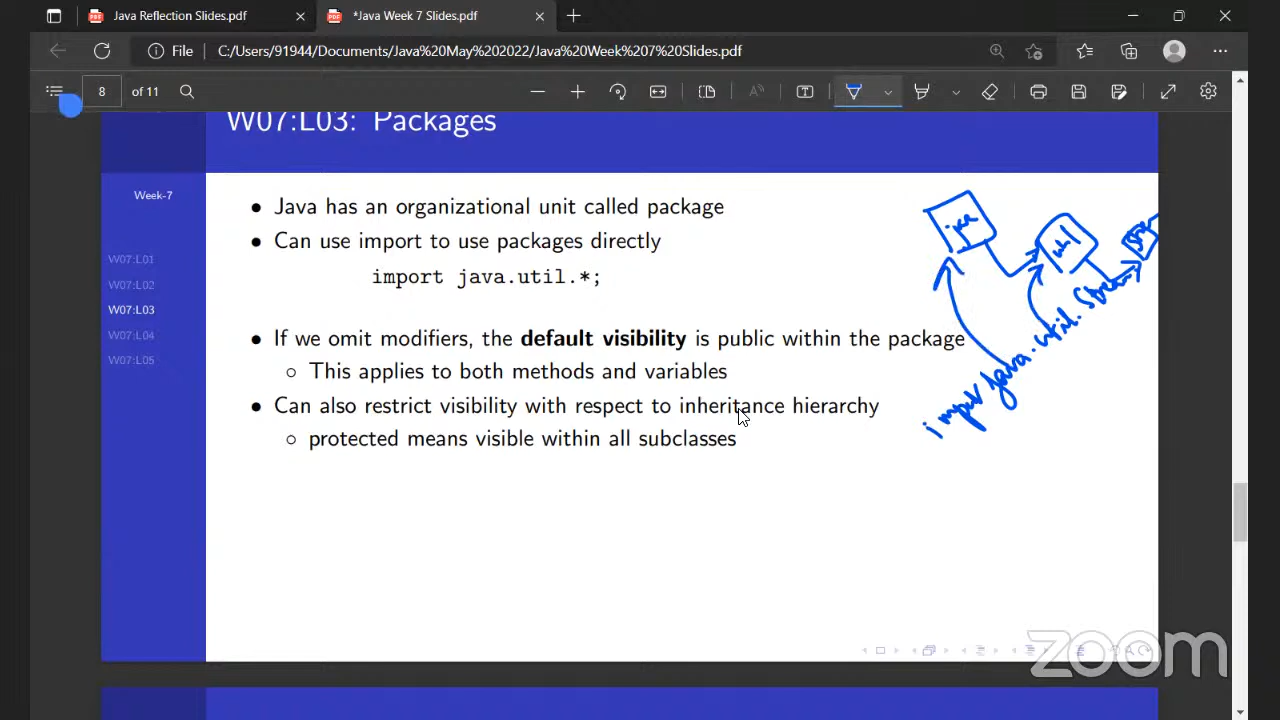 Java Reflection Slides.pdf
*Java Week 7 Slides.pdf
File
C:/Users/91944/Documents/Java%20May%202022/Java%20Week%207%20Slides.pdf
8 of 11
W07:L03: Packages
Week-7
W07:L01
W07:L02
W07:L03
W07:L04
W07:L05
• Java has an organizational unit called package
• Can use import to use packages directly
import java.util.*;
• If we omit modifiers, the default visibility is public within the package
○ This applies to both methods and variables
• Can also restrict visibility with respect to inheritance hierarchy
○ protected means visible within all subclasses
util
import java.util.Stream
zoom